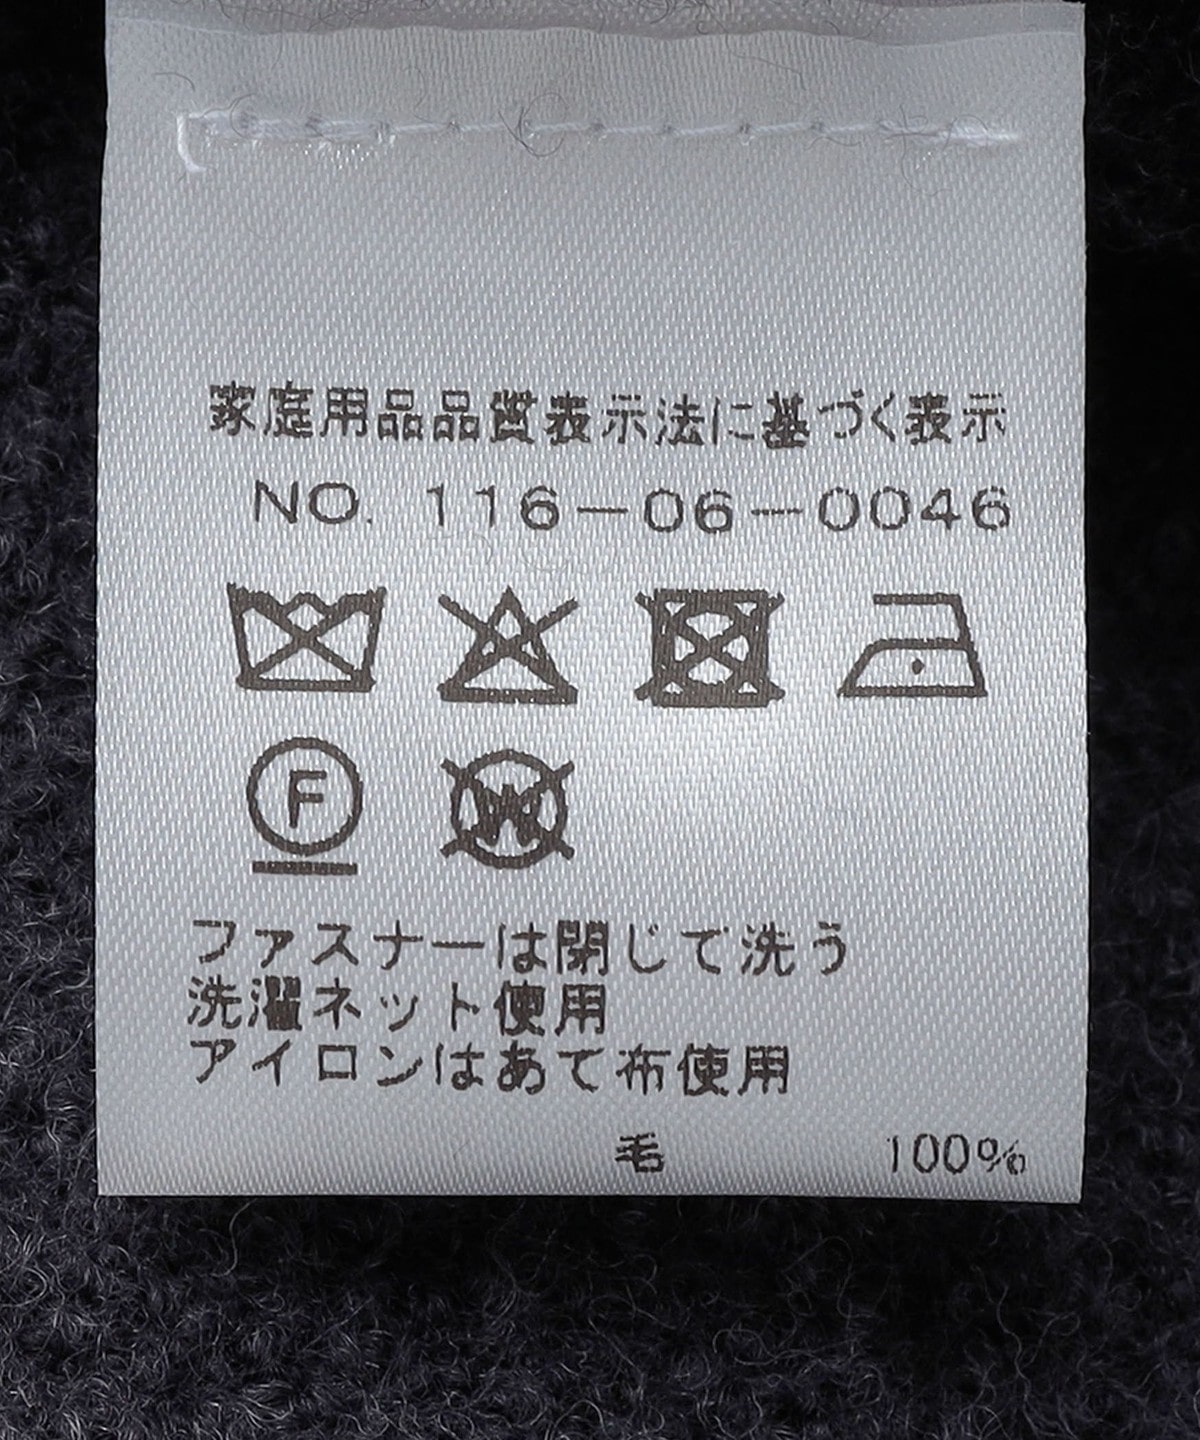 家庭用品品質表示法に基づく表示
NO. 116-06-0046
F
W
ファスナーは閉じて洗う
洗濯ネット使用
アイロンはあて布使用
毛 100%